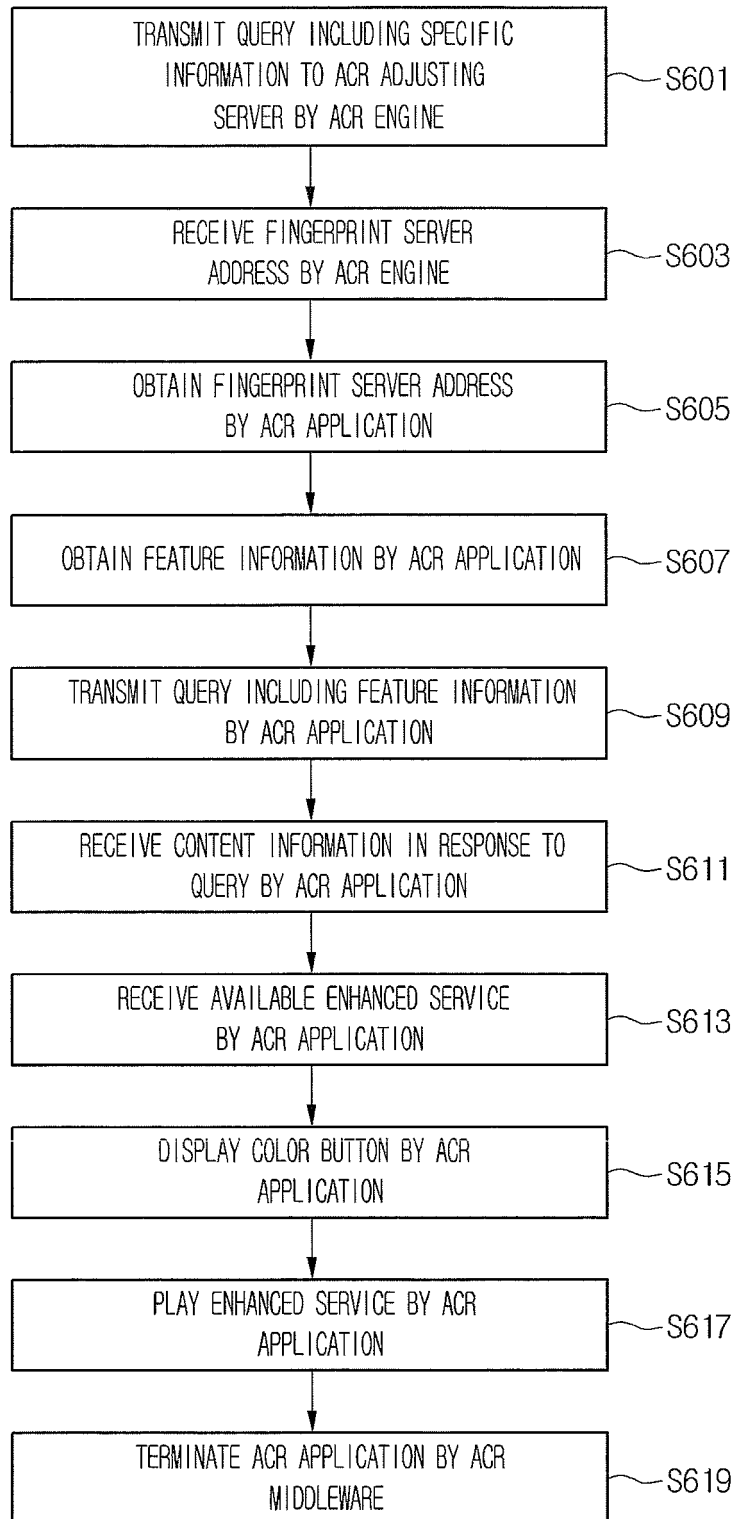 TRANSMIT QUERY INCLUDING SPECIFIC
INFORMATION TO ACR ADJUSTING
SERVER BY ACR ENGINE
S601
RECEIVE FINGERPRINT SERVER
ADDRESS BY ACR ENGINE
S603
OBTAIN FINGERPRINT SERVER ADDRESS
BY ACR APPLICATION
S605
OBTAIN FEATURE INFORMATION BY ACR APPLICATION
S607
TRANSMIT QUERY INCLUDING FEATURE INFORMATION
BY ACR APPLICATION
S609
RECEIVE CONTENT INFORMATION IN RESPONSE TO
QUERY BY ACR APPLICATION
S611
RECEIVE AVAILABLE ENHANCED SERVICE
BY ACR APPLICATION
S613
DISPLAY COLOR BUTTON BY ACR
APPLICATION
S615
PLAY ENHANCED SERVICE BY ACR
APPLICATION
S617
TERMINATE ACR APPLICATION BY ACR
MIDDLEWARE
S619